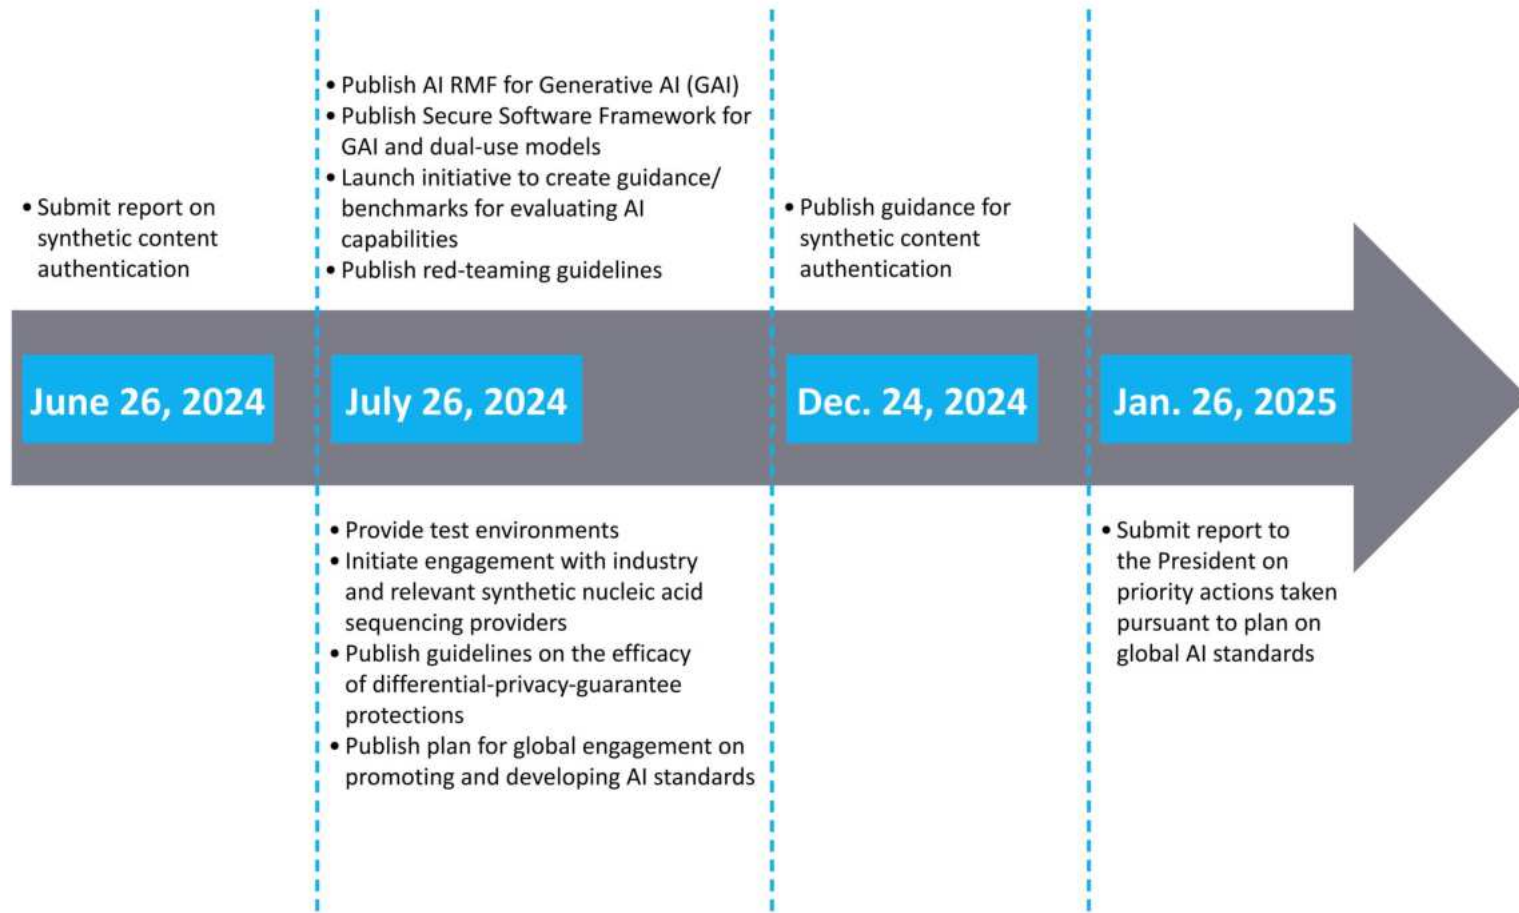 • Submit report on
synthetic content
authentication
• Publish AI RMF for Generative AI (GAI)
• Publish Secure Software Framework for
GAI and dual-use models
• Launch initiative to create guidance/
benchmarks for evaluating AI
capabilities
• Publish red-teaming guidelines
• Publish guidance for
synthetic content
authentication
June 26, 2024
July 26, 2024
Dec. 24, 2024
Jan. 26, 2025
• Provide test environments
• Initiate engagement with industry
and relevant synthetic nucleic acid
sequencing providers
• Publish guidelines on the efficacy
of differential-privacy-guarantee
protections
• Publish plan for global engagement on
promoting and developing AI standards
• Submit report to
the President on
priority actions taken
pursuant to plan on
global AI standards